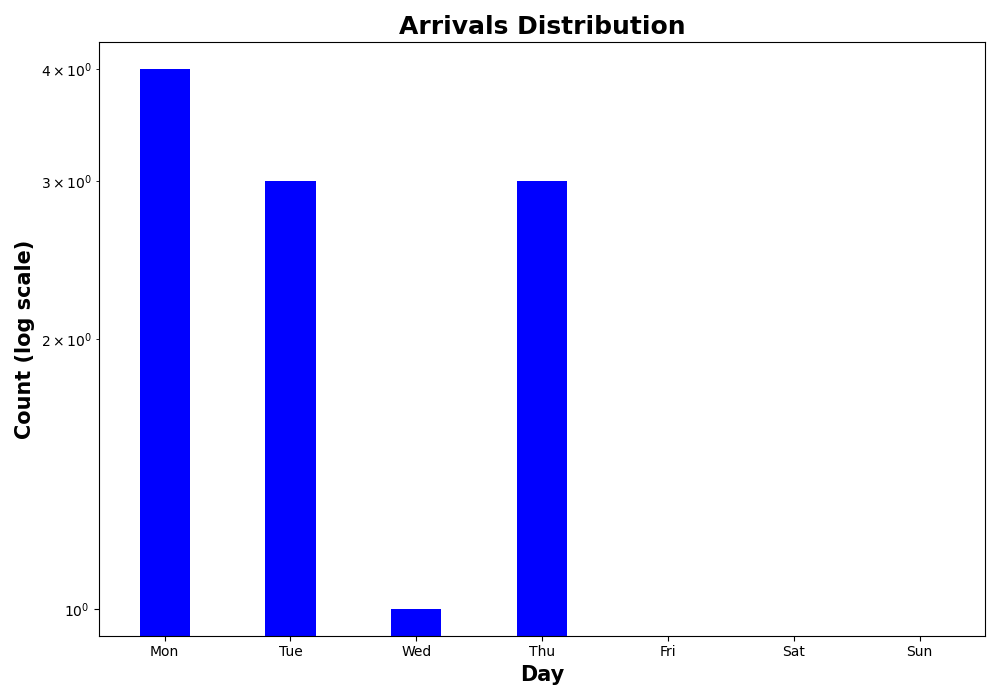 Arrivals Distribution
Count (log scale)
4 × 10⁰
3 × 10⁰
2 × 10⁰
10⁰
Mon Tue Wed Thu Fri Sat Sun
Day